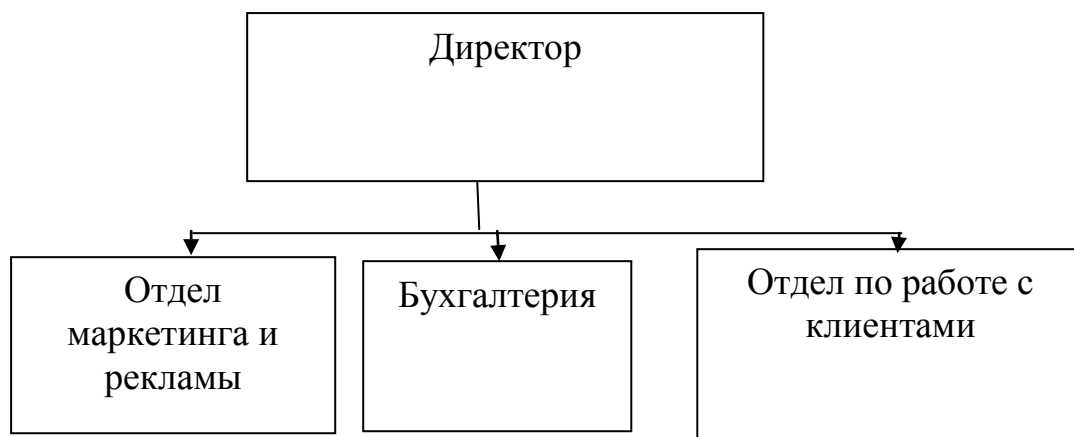 Директор
Отдел
маркетинга и
рекламы
Бухгалтерия
Отдел по работе с
клиентами